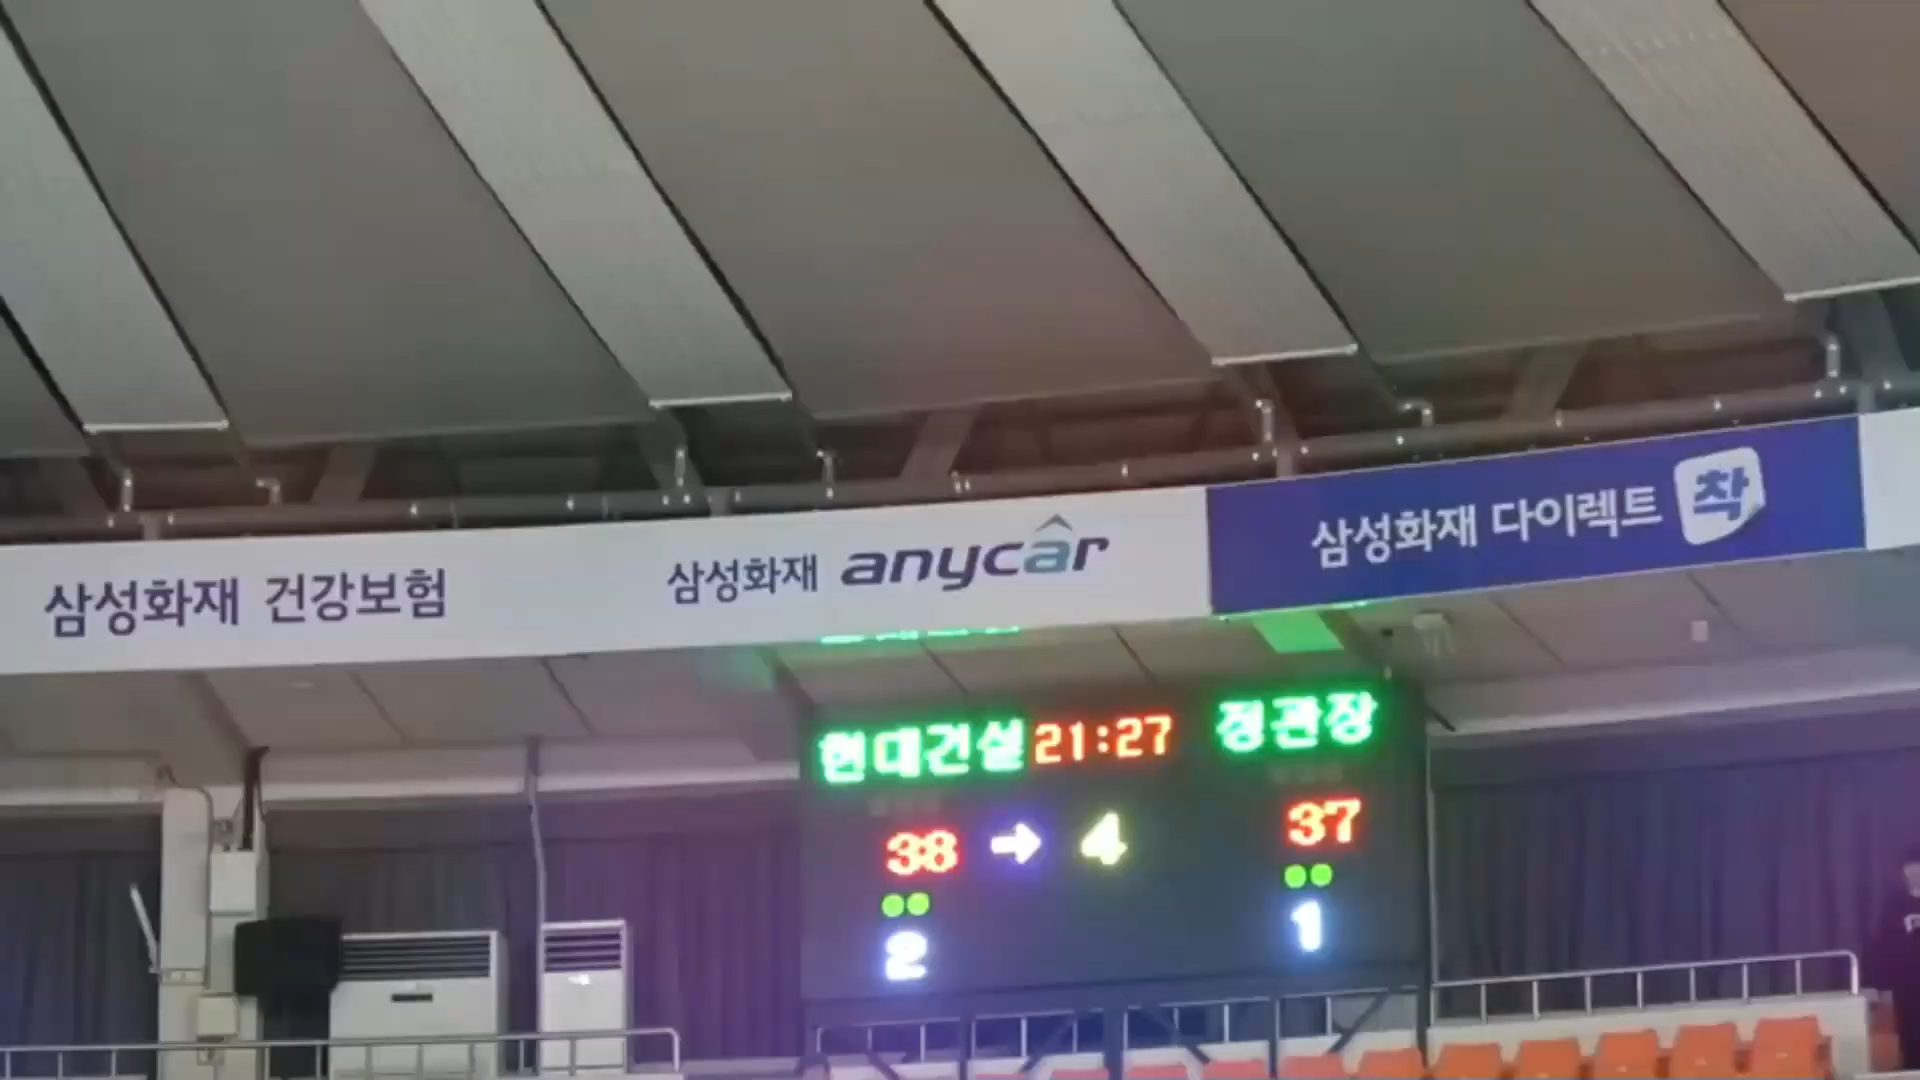 삼성화재 건강보험
삼성화재 anycar
삼성화재 다이렉트 착
현대건설 21:27 정관장
38 → 4 37
2 1